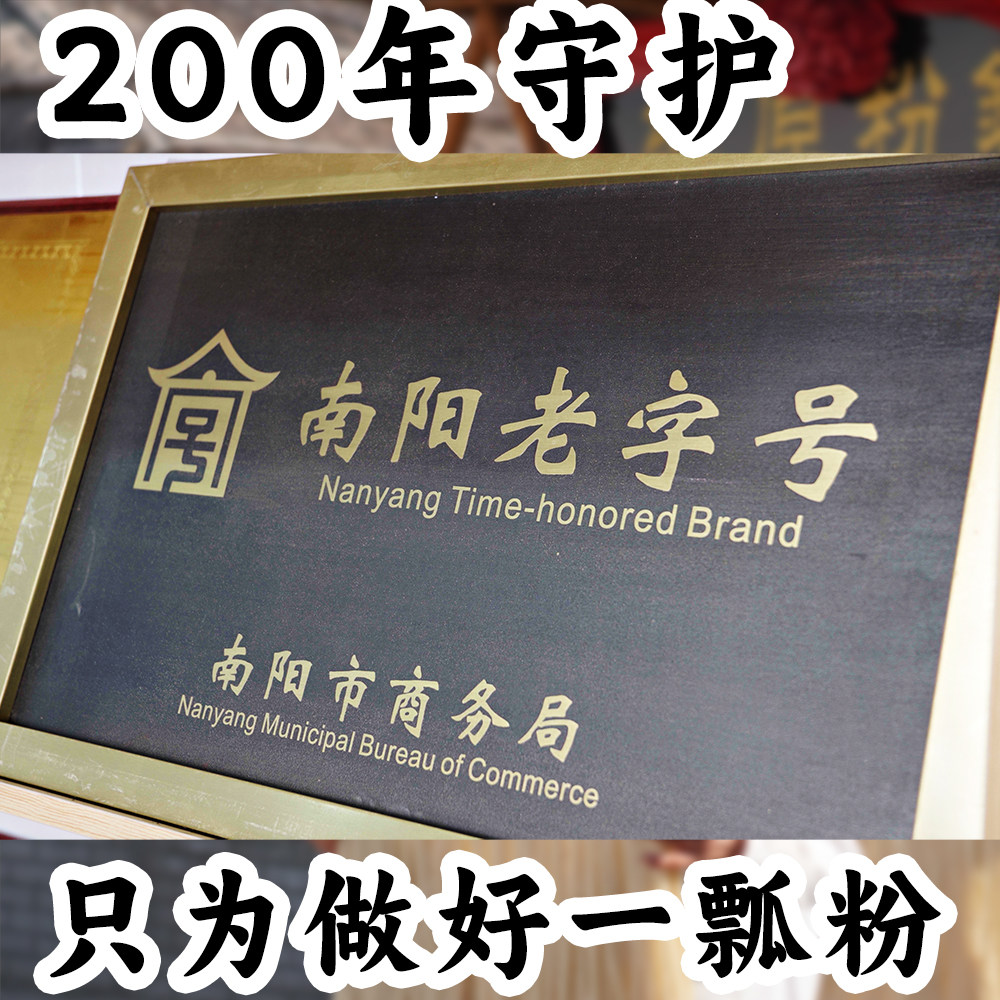 200年守护
南阳老字号
Nanyang Time-honored Brand
南阳市商务局
Nanyang Municipal Bureau of Commerce
只为做好一瓢粉